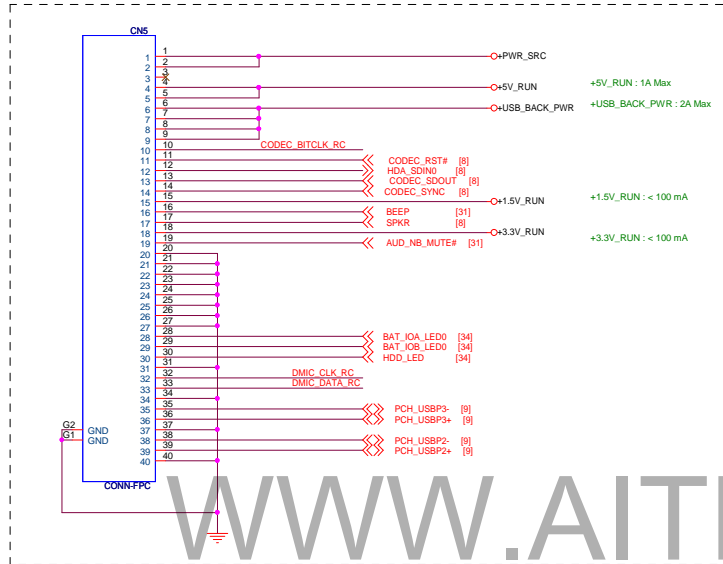 CN5
1 1 +PWR_SRC
2 2
3 3
4 4 +5V_RUN +5V_RUN : 1A Max
5 5
6 6 +USB_BACK_PWR +USB_BACK_PWR : 2A Max
7 7
8 8
9 9
10 10 CODEC_BITCLK_RC
11 11 CODEC_RST# [8]
12 12 HDA_SDIN0 [8]
13 13 CODEC_SDOUT [8]
14 14 CODEC_SYNC [8]
15 15 +1.5V_RUN +1.5V_RUN : < 100 mA
16 16 BEEP [31]
17 17 SPKR [8]
18 18 +3.3V_RUN +3.3V_RUN : < 100 mA
19 19 AUD_NB_MUTE# [31]
20 20
21 21
22 22
23 23
24 24
25 25
26 26
27 27
28 28 BAT_IOA_LED0 [34]
29 29 BAT_IOB_LED0 [34]
30 30 HDD_LED [34]
31 31
32 32 DMIC_CLK_RC
33 33 DMIC_DATA_RC
34 34
35 35 PCH_USBP3- [9]
36 36 PCH_USBP3+ [9]
37 37
G2 GND
38 38 PCH_USBP2- [9]
G1 GND
39 39 PCH_USBP2+ [9]
40 40
CONN-FPC
WWW.AITE